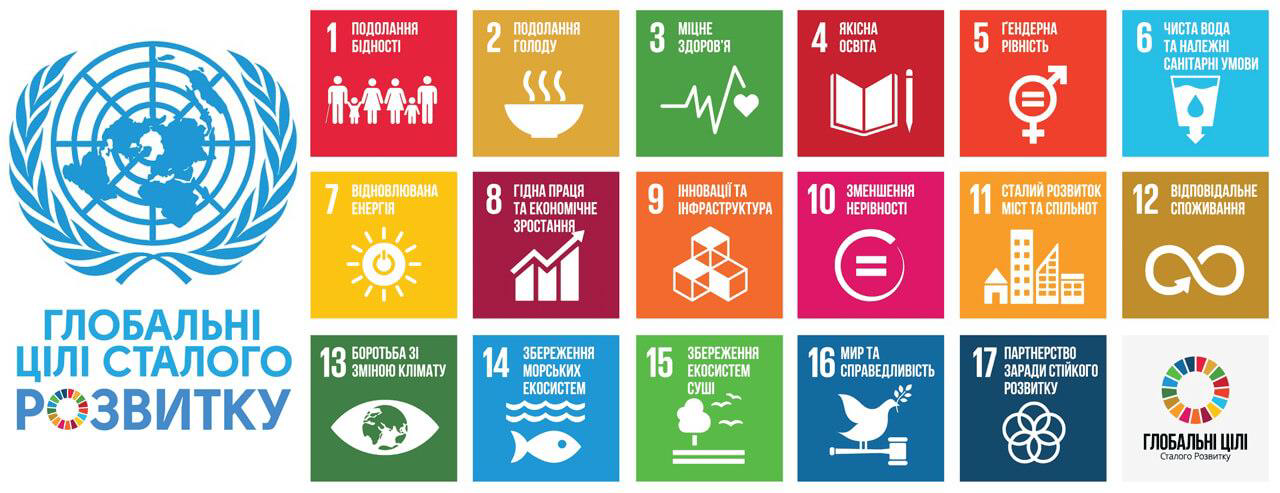 ГЛОБАЛЬНІ
ЦІЛІ СТАЛОГО
РОЗВИТКУ
1 ПОДОЛАННЯ
БІДНОСТІ
2 ПОДОЛАННЯ
ГОЛОДУ
3 МІЦНЕ
ЗДОРОВ'Я
4 ЯКІСНА
ОСВІТА
5 ҐЕНДЕРНА
РІВНІСТЬ
6 ЧИСТА ВОДА
ТА НАЛЕЖНІ
САНІТАРНІ УМОВИ
7 ВІДНОВЛЮВАНА
ЕНЕРГІЯ
8 ГІДНА ПРАЦЯ
ТА ЕКОНОМІЧНЕ
ЗРОСТАННЯ
9 ІННОВАЦІЇ ТА
ІНФРАСТРУКТУРА
10 ЗМЕНШЕННЯ
НЕРІВНОСТІ
11 СТАЛИЙ РОЗВИТОК
МІСТ ТА СПІЛЬНОТ
12 ВІДПОВІДАЛЬНЕ
СПОЖИВАННЯ
13 БОРОТЬБА ЗІ
ЗМІНОЮ КЛІМАТУ
14 ЗБЕРЕЖЕННЯ
МОРСЬКИХ
ЕКОСИСТЕМ
15 ЗБЕРЕЖЕННЯ
ЕКОСИСТЕМ
СУШІ
16 МИР ТА
СПРАВЕДЛИВІСТЬ
17 ПАРТНЕРСТВО
ЗАРАДИ СТІЙКОГО
РОЗВИТКУ
ГЛОБАЛЬНІ ЦІЛІ
Сталого Розвитку